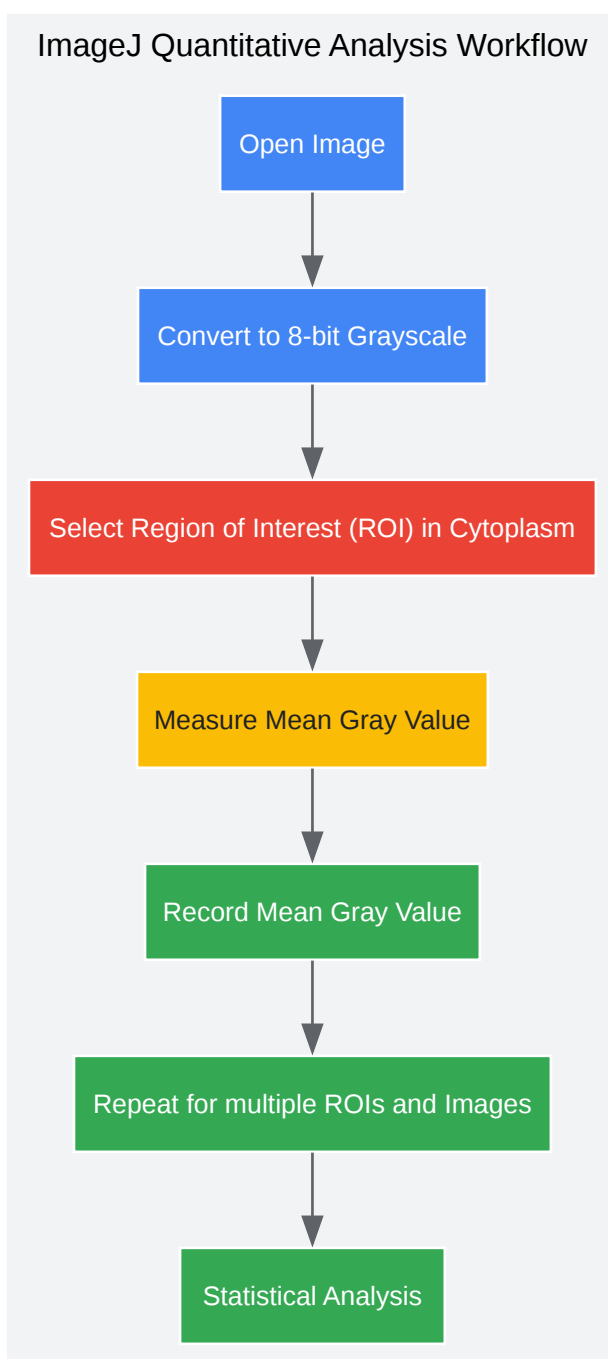 ImageJ Quantitative Analysis Workflow
Open Image
Convert to 8-bit Grayscale
Select Region of Interest (ROI) in Cytoplasm
Measure Mean Gray Value
Record Mean Gray Value
Repeat for multiple ROIs and Images
Statistical Analysis